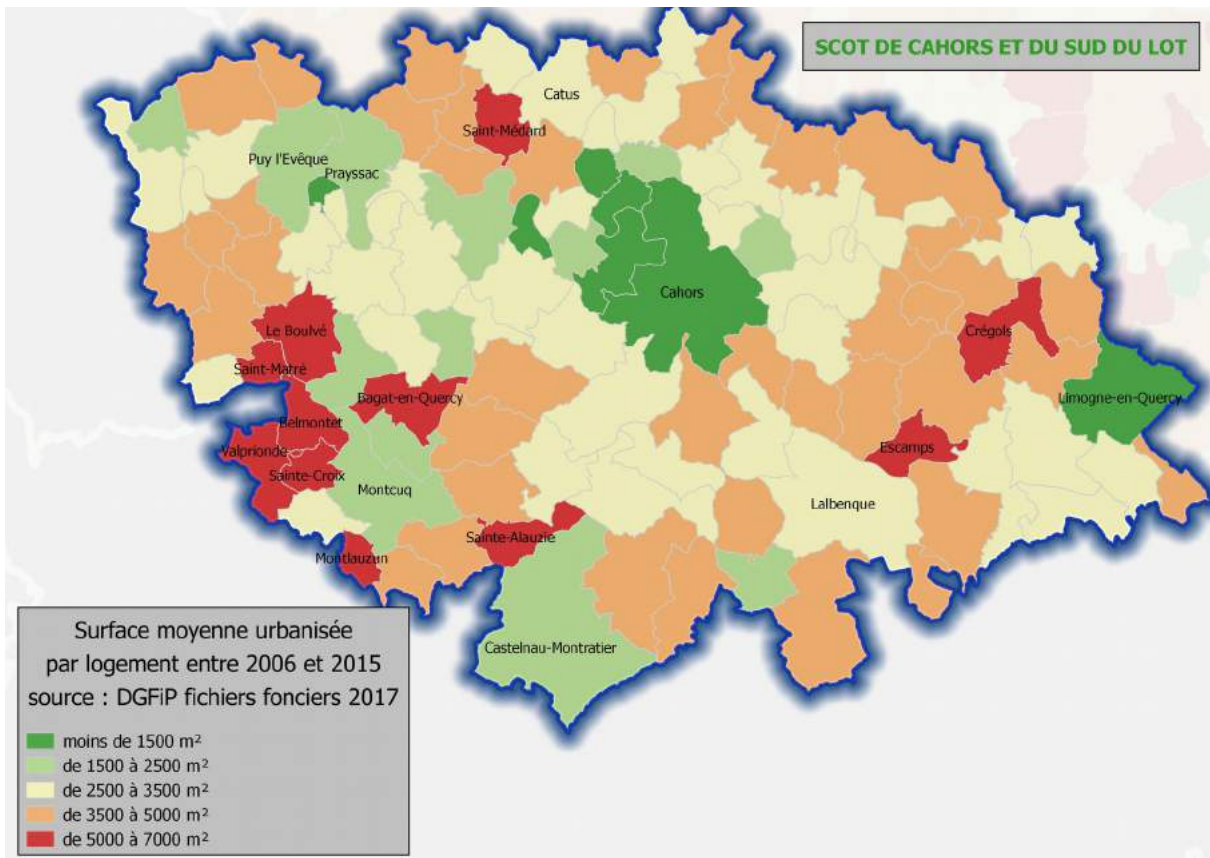 SCOT DE CAHORS ET DU SUD DU LOT
Catus
Saint-Médard
Puy l'Evêque
Prayssac
Cahors
Le Boulvé
Crégols
Saint-Matré
Bagat-en-Quercy
Limogne-en-Quercy
Belmontet
Valprionde
Escamps
Sainte-Croix
Montcuq
Lalbenque
Sainte-Alauzie
Montlauzun
Castelnau-Montratier
Surface moyenne urbanisée
par logement entre 2006 et 2015
source : DGFiP fichiers fonciers 2017
moins de 1500 m²
de 1500 à 2500 m²
de 2500 à 3500 m²
de 3500 à 5000 m²
de 5000 à 7000 m²